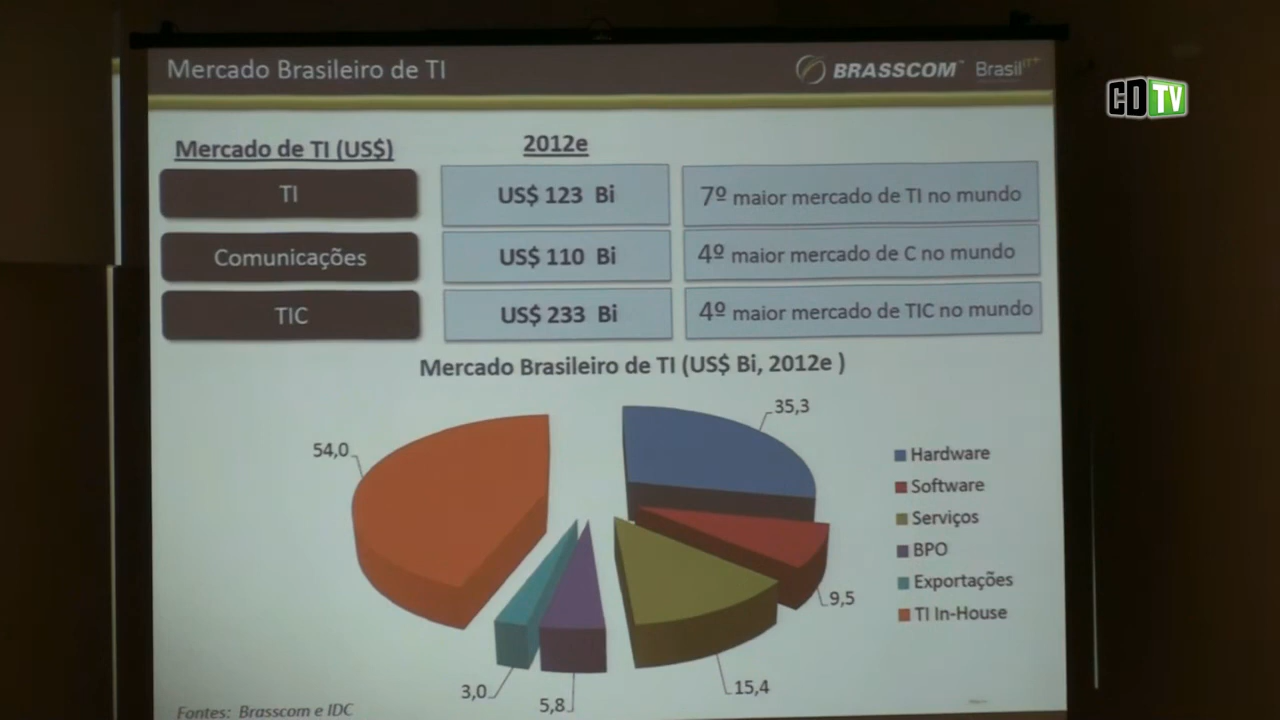 Mercado Brasileiro de TI
BRASSCOM™ Brasil IT+
CDTV
Mercado de TI (US$) 2012e
TI US$ 123 Bi 7º maior mercado de TI no mundo
Comunicações US$ 110 Bi 4º maior mercado de C no mundo
TIC US$ 233 Bi 4º maior mercado de TIC no mundo
Mercado Brasileiro de TI (US$ Bi, 2012e )
35,3
54,0
9,5
15,4
3,0
5,8
Hardware
Software
Serviços
BPO
Exportações
TI In-House
Fontes: Brasscom e IDC